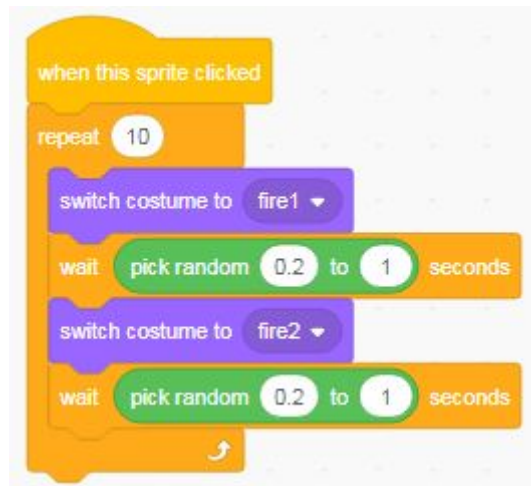 when this sprite clicked
repeat 10
switch costume to fire1
wait pick random 0.2 to 1 seconds
switch costume to fire2
wait pick random 0.2 to 1 seconds